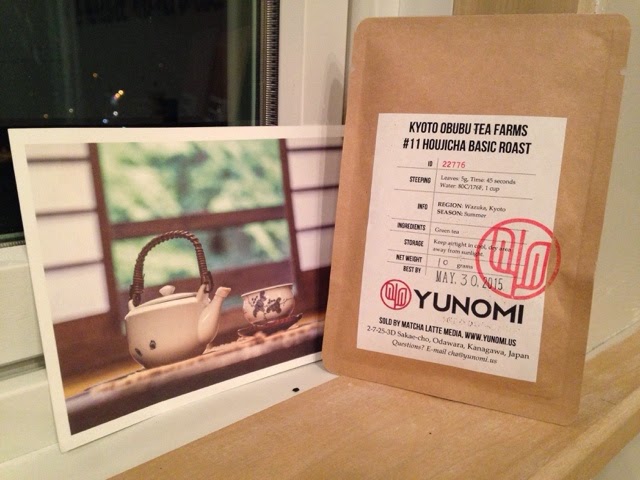 KYOTO OBUBU TEA FARMS
#11 HOUJICHA BASIC ROAST
ID 22776
STEEPING Leaves: 5g, Time: 45 seconds
Water: 80C/176F, 1 cup
INFO REGION: Wazuka, Kyoto
SEASON: Summer
INGREDIENTS Green tea
STORAGE Keep airtight in cool, dry area
away from sunlight.
NET WEIGHT 10 grams
BEST BY MAY. 30. 2015
YUNOMI
SOLD BY MATCHA LATTE MEDIA, WWW.YUNOMI.US
2-7-25-3D Sakae-cho, Odawara, Kanagawa, Japan
Questions? E-mail cha@yunomi.us